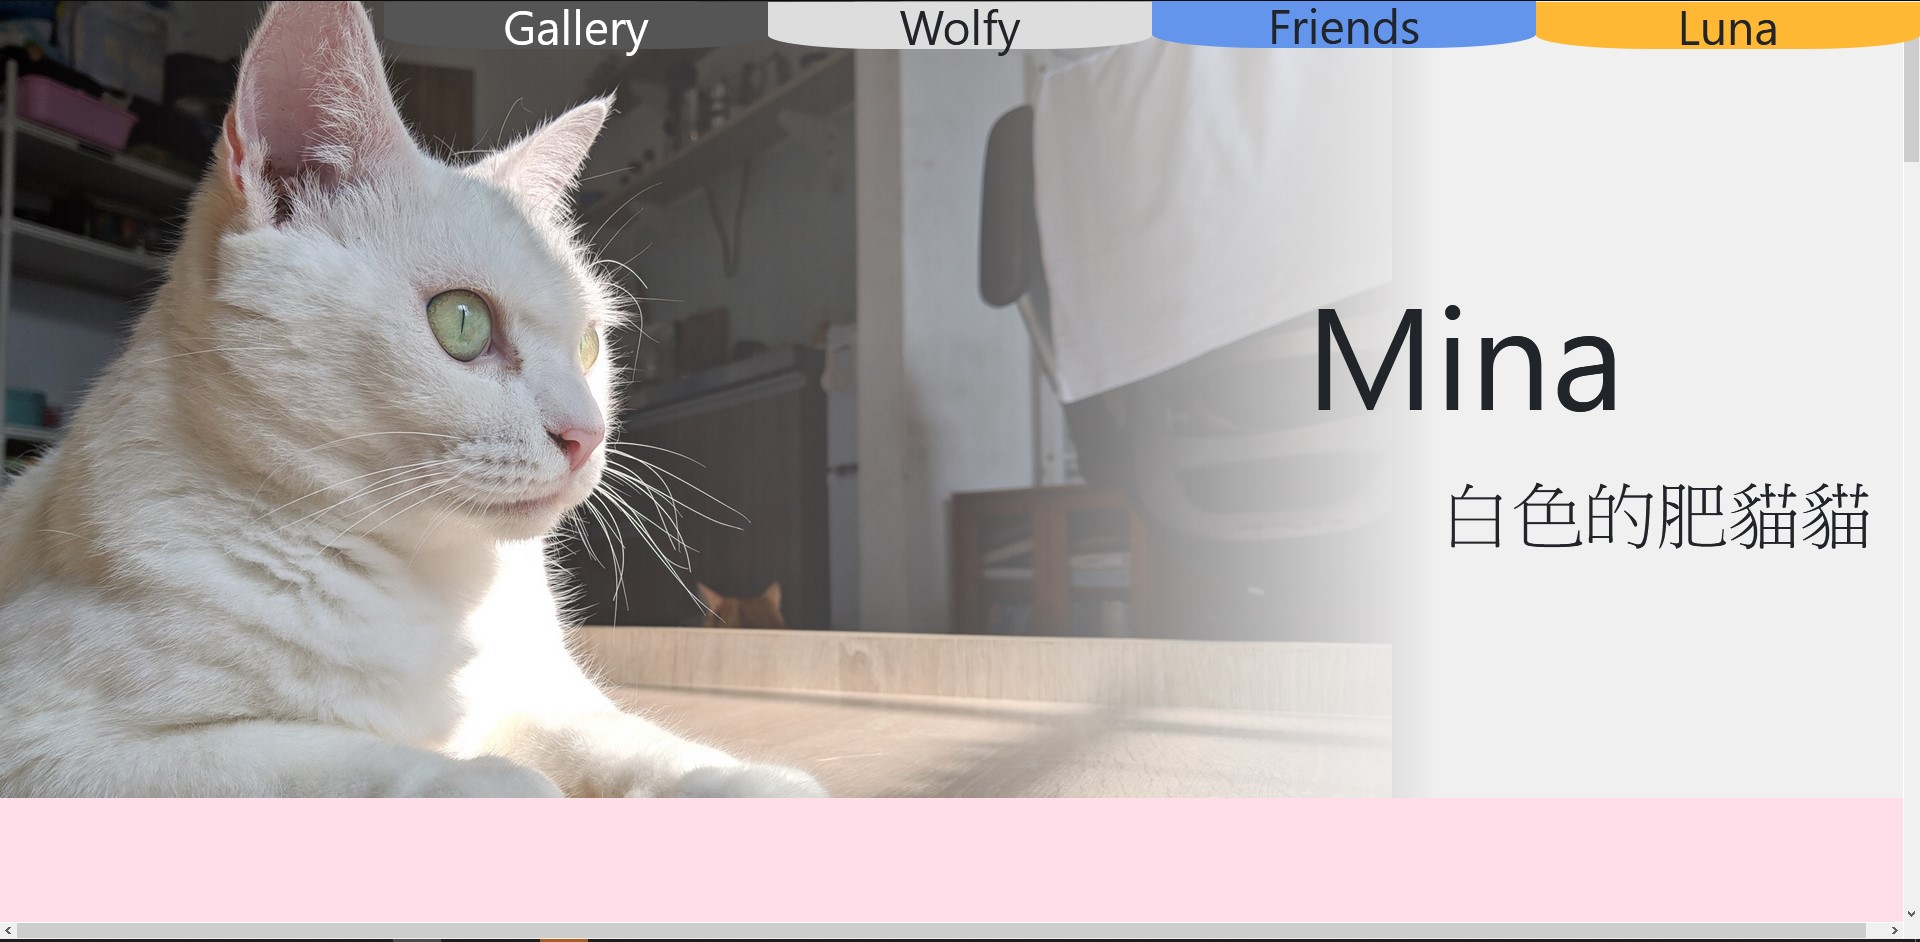 Gallery
Wolfy
Friends
Luna
Mina
白色的肥貓貓